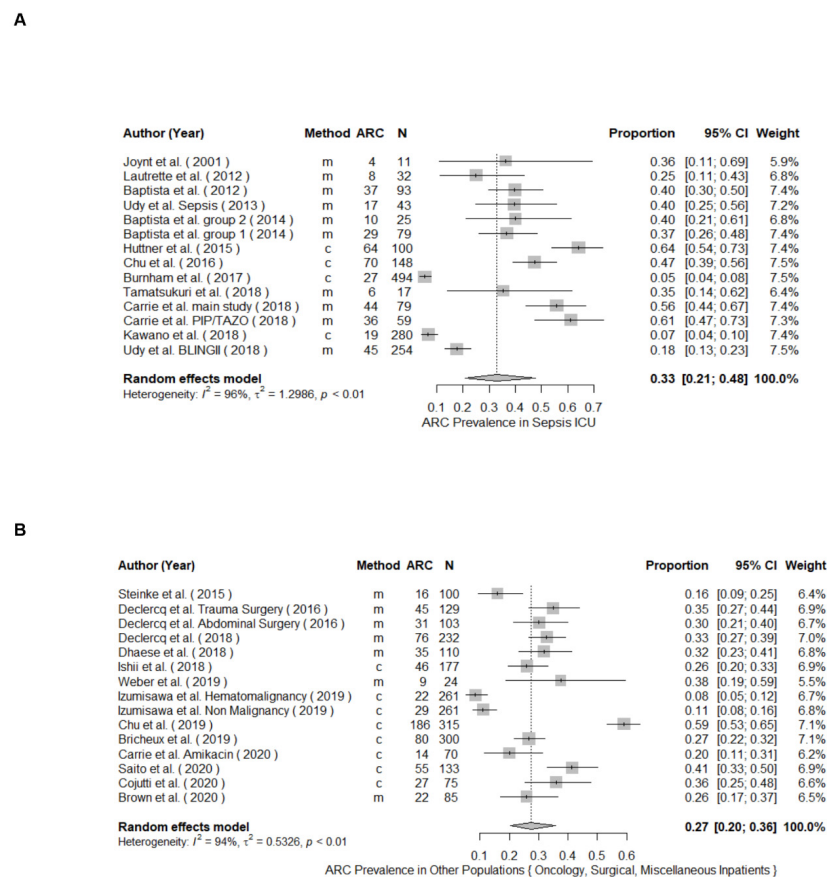 A
Author (Year) Method ARC N Proportion 95% CI Weight
Joynt et al. ( 2001 ) m 4 11 0.36 [0.11; 0.69] 5.9%
Lautrette et al. ( 2012 ) m 8 32 0.25 [0.11; 0.43] 6.8%
Baptista et al. ( 2012 ) m 37 93 0.40 [0.30; 0.50] 7.4%
Udy et al. Sepsis ( 2013 ) m 17 43 0.40 [0.25; 0.56] 7.2%
Baptista et al. group 2 ( 2014 ) m 10 25 0.40 [0.21; 0.61] 6.8%
Baptista et al. group 1 ( 2014 ) m 29 79 0.37 [0.26; 0.48] 7.4%
Huttner et al. ( 2015 ) c 64 100 0.64 [0.54; 0.73] 7.4%
Chu et al. ( 2016 ) c 70 148 0.47 [0.39; 0.56] 7.5%
Burnham et al. ( 2017 ) c 27 494 0.05 [0.04; 0.08] 7.5%
Tamatsukuri et al. ( 2018 ) m 6 17 0.35 [0.14; 0.62] 6.4%
Carrie et al. main study ( 2018 ) m 44 79 0.56 [0.44; 0.67] 7.4%
Carrie et al. PIP/TAZO ( 2018 ) m 36 59 0.61 [0.47; 0.73] 7.3%
Kawano et al. ( 2018 ) c 19 280 0.07 [0.04; 0.10] 7.4%
Udy et al. BLINGII ( 2018 ) m 45 254 0.18 [0.13; 0.23] 7.5%
Random effects model 0.33 [0.21; 0.48] 100.0%
Heterogeneity: I² = 96%, τ² = 1.2986, p < 0.01
0.1 0.2 0.3 0.4 0.5 0.6 0.7
ARC Prevalence in Sepsis ICU
B
Author (Year) Method ARC N Proportion 95% CI Weight
Steinke et al. ( 2015 ) m 16 100 0.16 [0.09; 0.25] 6.4%
Declercq et al. Trauma Surgery ( 2016 ) m 45 129 0.35 [0.27; 0.44] 6.9%
Declercq et al. Abdominal Surgery ( 2016 ) m 31 103 0.30 [0.21; 0.40] 6.7%
Declercq et al. ( 2018 ) m 76 232 0.33 [0.27; 0.39] 7.0%
Dhaese et al. ( 2018 ) m 35 110 0.32 [0.23; 0.41] 6.8%
Ishii et al. ( 2018 ) c 46 177 0.26 [0.20; 0.33] 6.9%
Weber et al. ( 2019 ) m 9 24 0.38 [0.19; 0.59] 5.5%
Izumisawa et al. Hematomalignancy ( 2019 ) c 22 261 0.08 [0.05; 0.12] 6.7%
Izumisawa et al. Non Malignancy ( 2019 ) c 29 261 0.11 [0.08; 0.16] 6.8%
Chu et al. ( 2019 ) c 186 315 0.59 [0.53; 0.65] 7.1%
Bricheux et al. ( 2019 ) c 80 300 0.27 [0.22; 0.32] 7.1%
Carrie et al. Amikacin ( 2020 ) c 14 70 0.20 [0.11; 0.31] 6.2%
Saito et al. ( 2020 ) c 55 133 0.41 [0.33; 0.50] 6.9%
Cojutti et al. ( 2020 ) c 27 75 0.36 [0.25; 0.48] 6.6%
Brown et al. ( 2020 ) m 22 85 0.26 [0.17; 0.37] 6.5%
Random effects model 0.27 [0.20; 0.36] 100.0%
Heterogeneity: I² = 94%, τ² = 0.5326, p < 0.01
0.1 0.2 0.3 0.4 0.5 0.6
ARC Prevalence in Other Populations { Oncology, Surgical, Miscellaneous Inpatients }